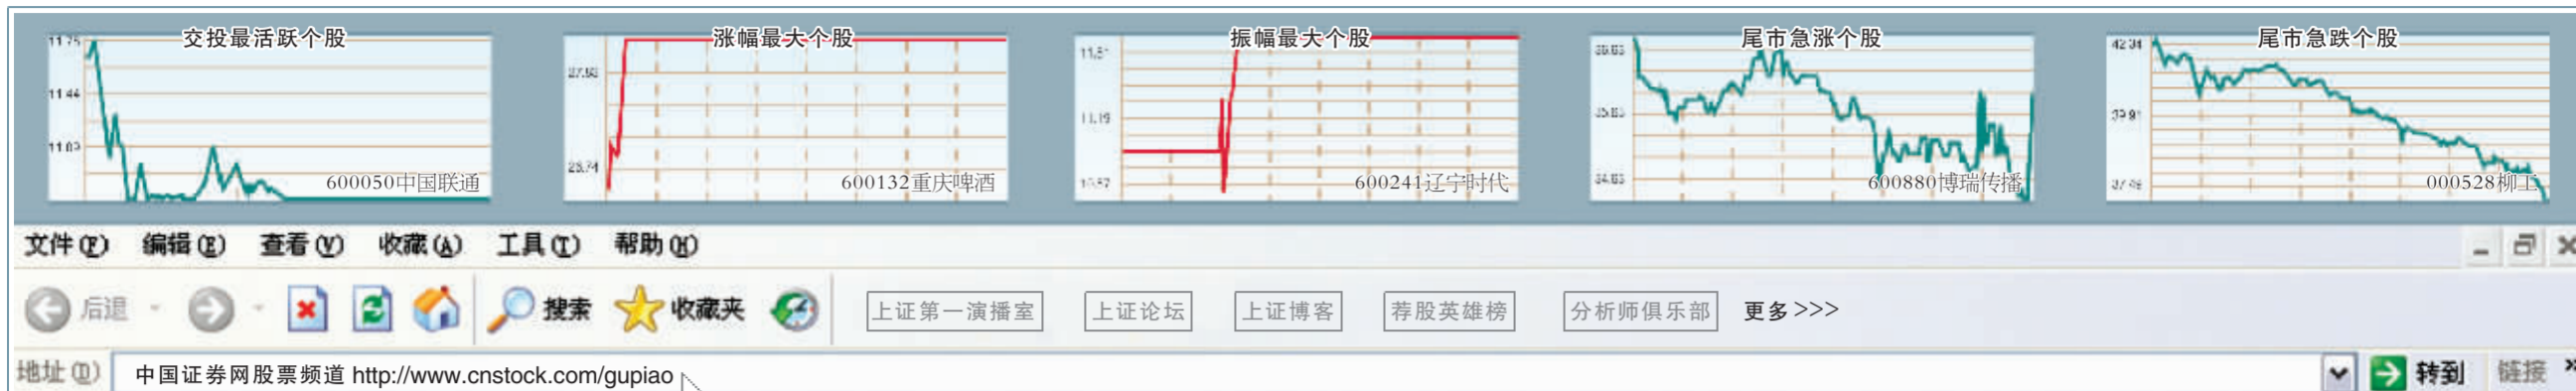 交投最活跃个股
涨幅最大个股
振幅最大个股
尾市急涨个股
尾市急跌个股
11.75
11.44
600050中国联通
600132重庆啤酒
11.19
600241辽宁时代
600880博瑞传播
000528柳工
文件(F) 编辑(E) 查看(V) 收藏(A) 工具(T) 帮助(H)
后退 搜索 收藏夹 上证第一演播室 上证论坛 上证博客 荐股英雄榜 分析师俱乐部 更多>>>
地址(D) 中国证券网股票频道 http://www.cnstock.com/gupiao 转到 链接 »